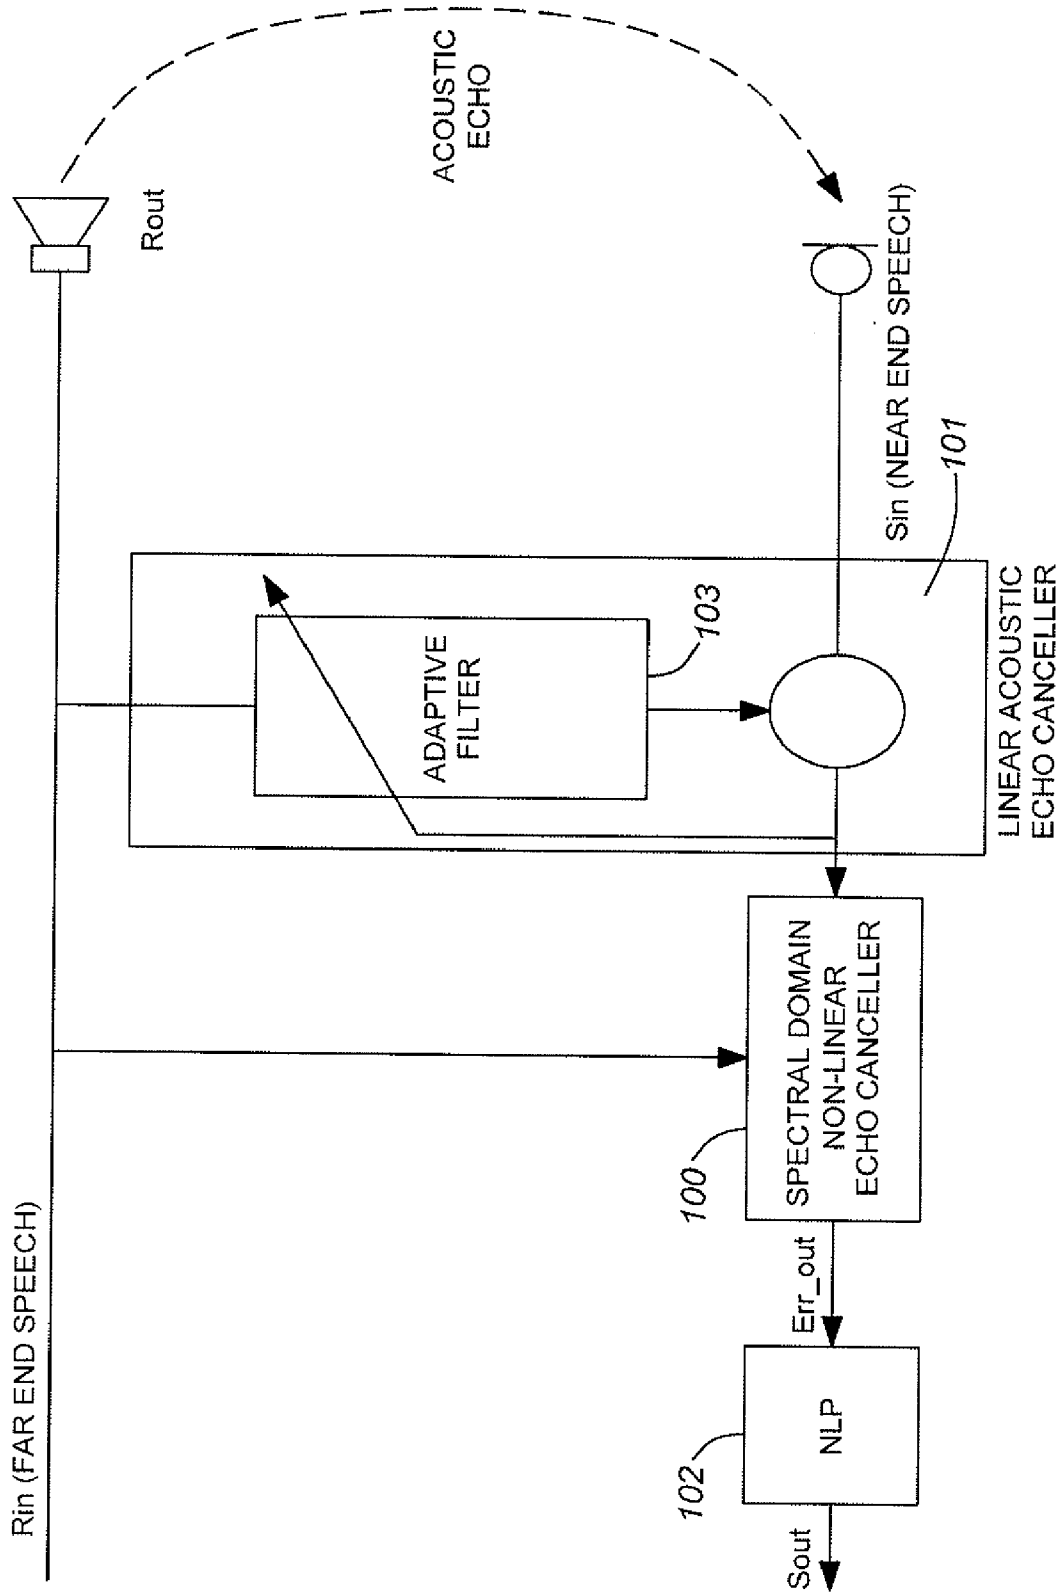 Rin (FAR END SPEECH)
Rout
ACOUSTIC
ECHO
ADAPTIVE
FILTER
103
Sin (NEAR END SPEECH)
101
LINEAR ACOUSTIC
ECHO CANCELLER
100
SPECTRAL DOMAIN
NON-LINEAR
ECHO CANCELLER
Err_out
102
NLP
Sout